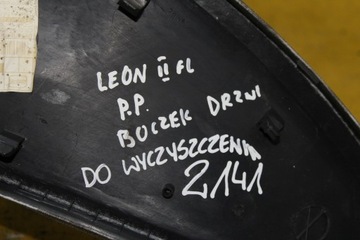 LEON II FL
P.P.
BOCZEK DRZWI
DO WYCZYSZCZENIA
2141